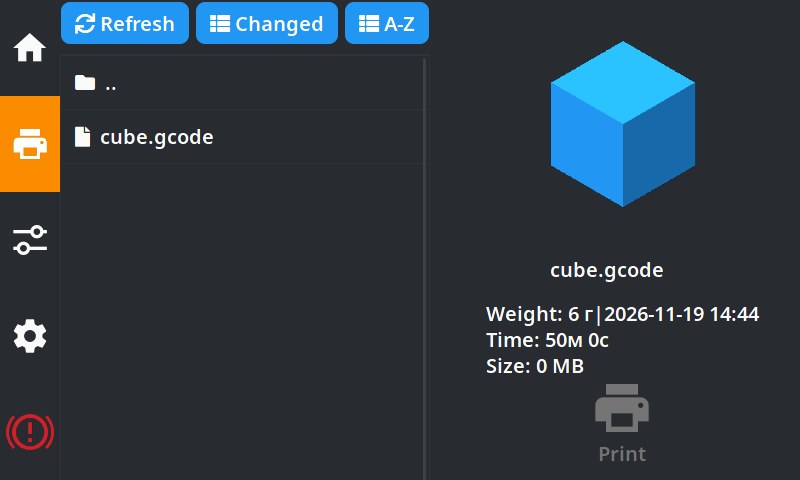 Refresh
Changed
A-Z
..
cube.gcode
cube.gcode
Weight: 6 г|2026-11-19 14:44
Time: 50м 0с
Size: 0 MB
Print